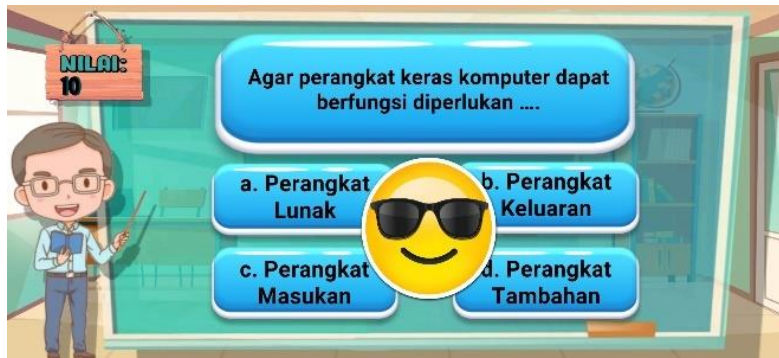 NILAI:
10
Agar perangkat keras komputer dapat
berfungsi diperlukan ....
a. Perangkat
Lunak
b. Perangkat
Keluaran
c. Perangkat
Masukan
d. Perangkat
Tambahan